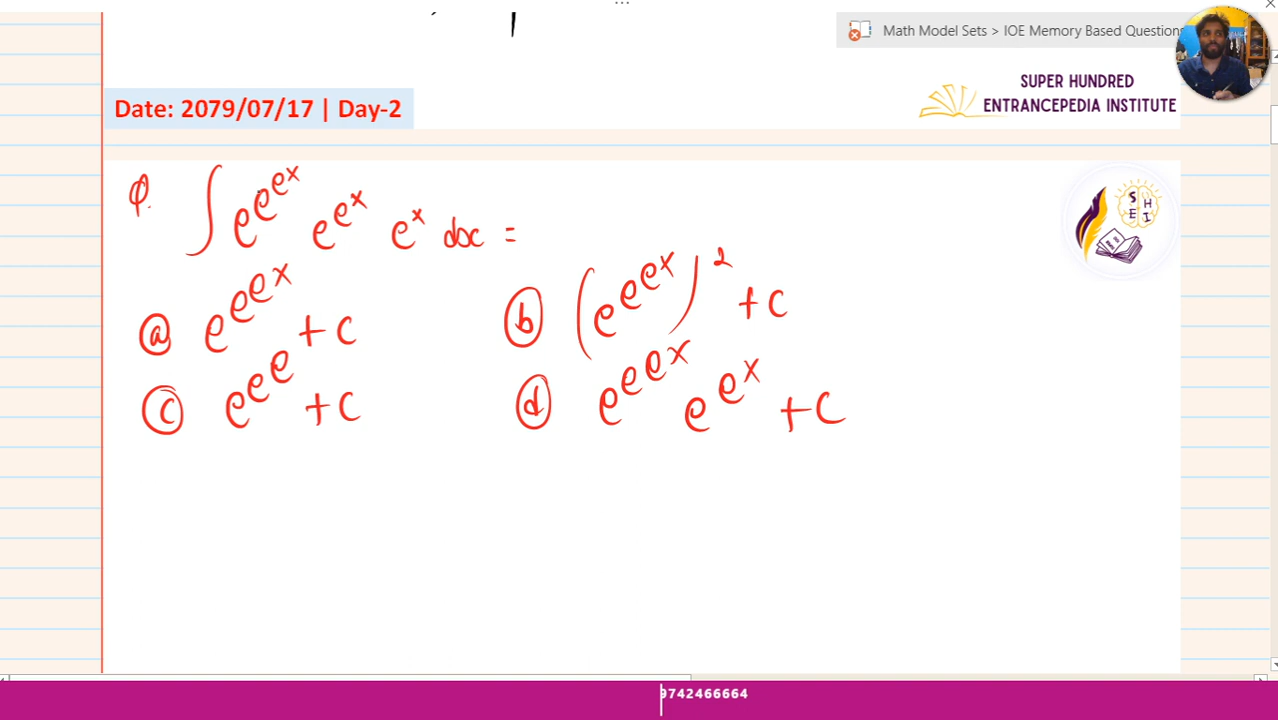 Math Model Sets > IOE Memory Based Question
SUPER HUNDRED
ENTRANCEPEDIA INSTITUTE
Date: 2079/07/17 | Day-2
Q. ∫ e^{e^{e^x}} e^{e^x} e^x dx =
S H
E I
(a) e^{e^{e^x}} + C (b) (e^{e^{e^x}})^2 + C
(c) e^{e^e} + C (d) e^{e^{e^x}} e^{e^x} + C
9742466664